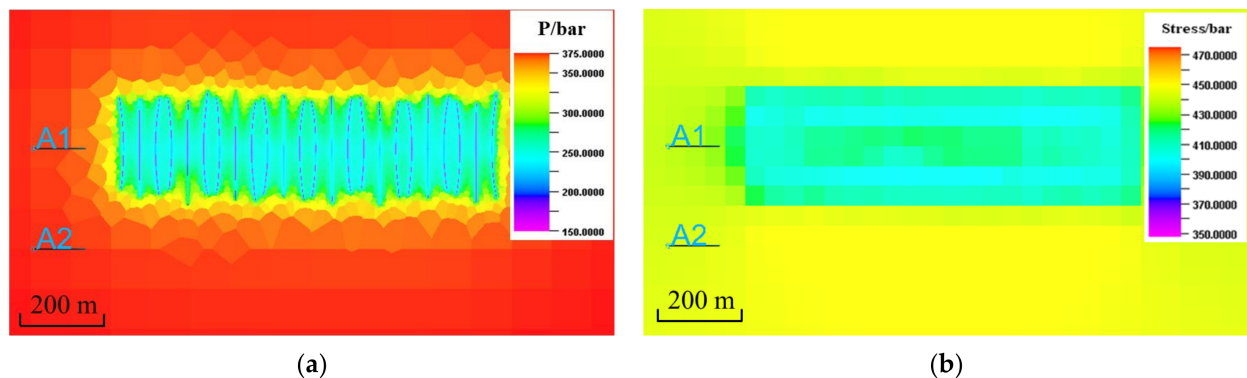 P/bar
375.0000
350.0000
300.0000
250.0000
200.0000
150.0000
A1
A2
200 m
(a)
Stress/bar
470.0000
450.0000
430.0000
410.0000
390.0000
370.0000
350.0000
A1
A2
200 m
(b)